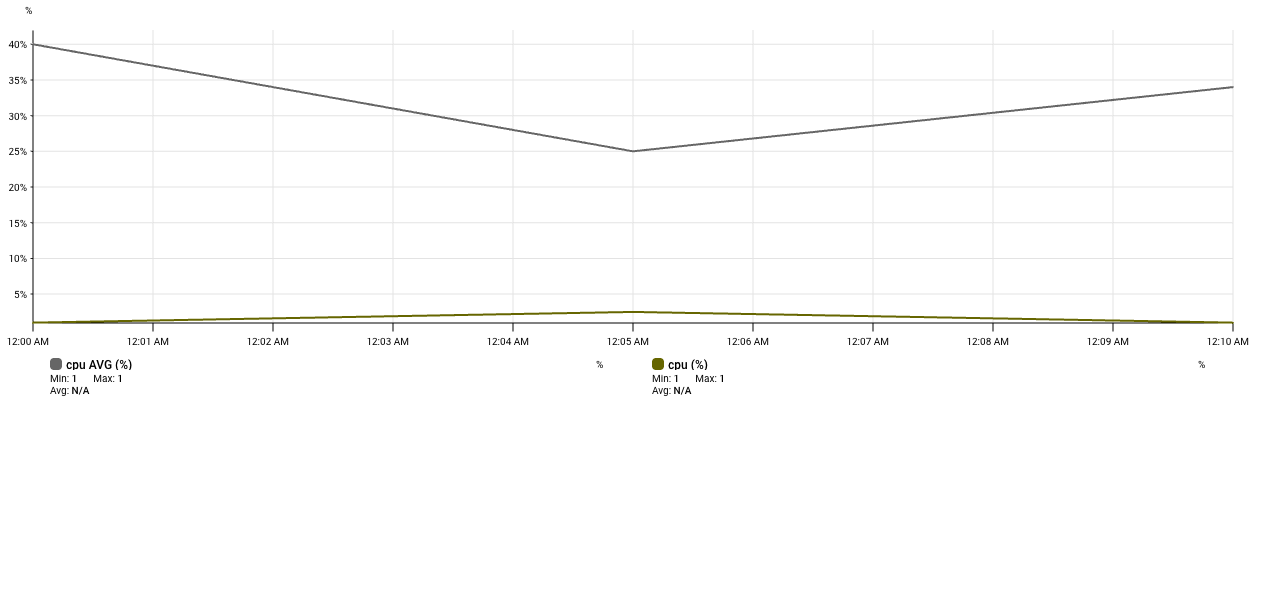 %
40%
35%
30%
25%
20%
15%
10%
5%
12:00 AM 12:01 AM 12:02 AM 12:03 AM 12:04 AM 12:05 AM 12:06 AM 12:07 AM 12:08 AM 12:09 AM 12:10 AM
cpu AVG (%) %
Min: 1 Max: 1
Avg: N/A
cpu (%) %
Min: 1 Max: 1
Avg: N/A